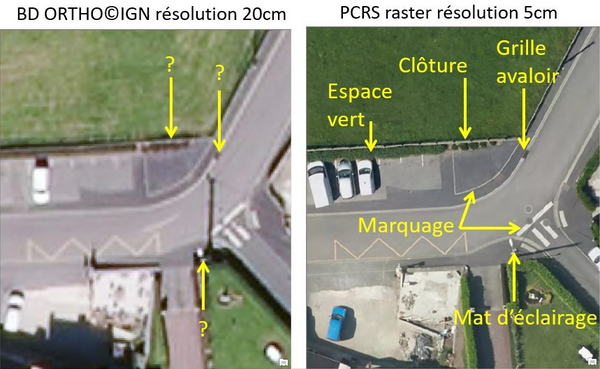 BD ORTHO©IGN résolution 20cm
?
?
?
PCRS raster résolution 5cm
Grille
avaloir
Clôture
Espace
vert
Marquage
Mat d'éclairage